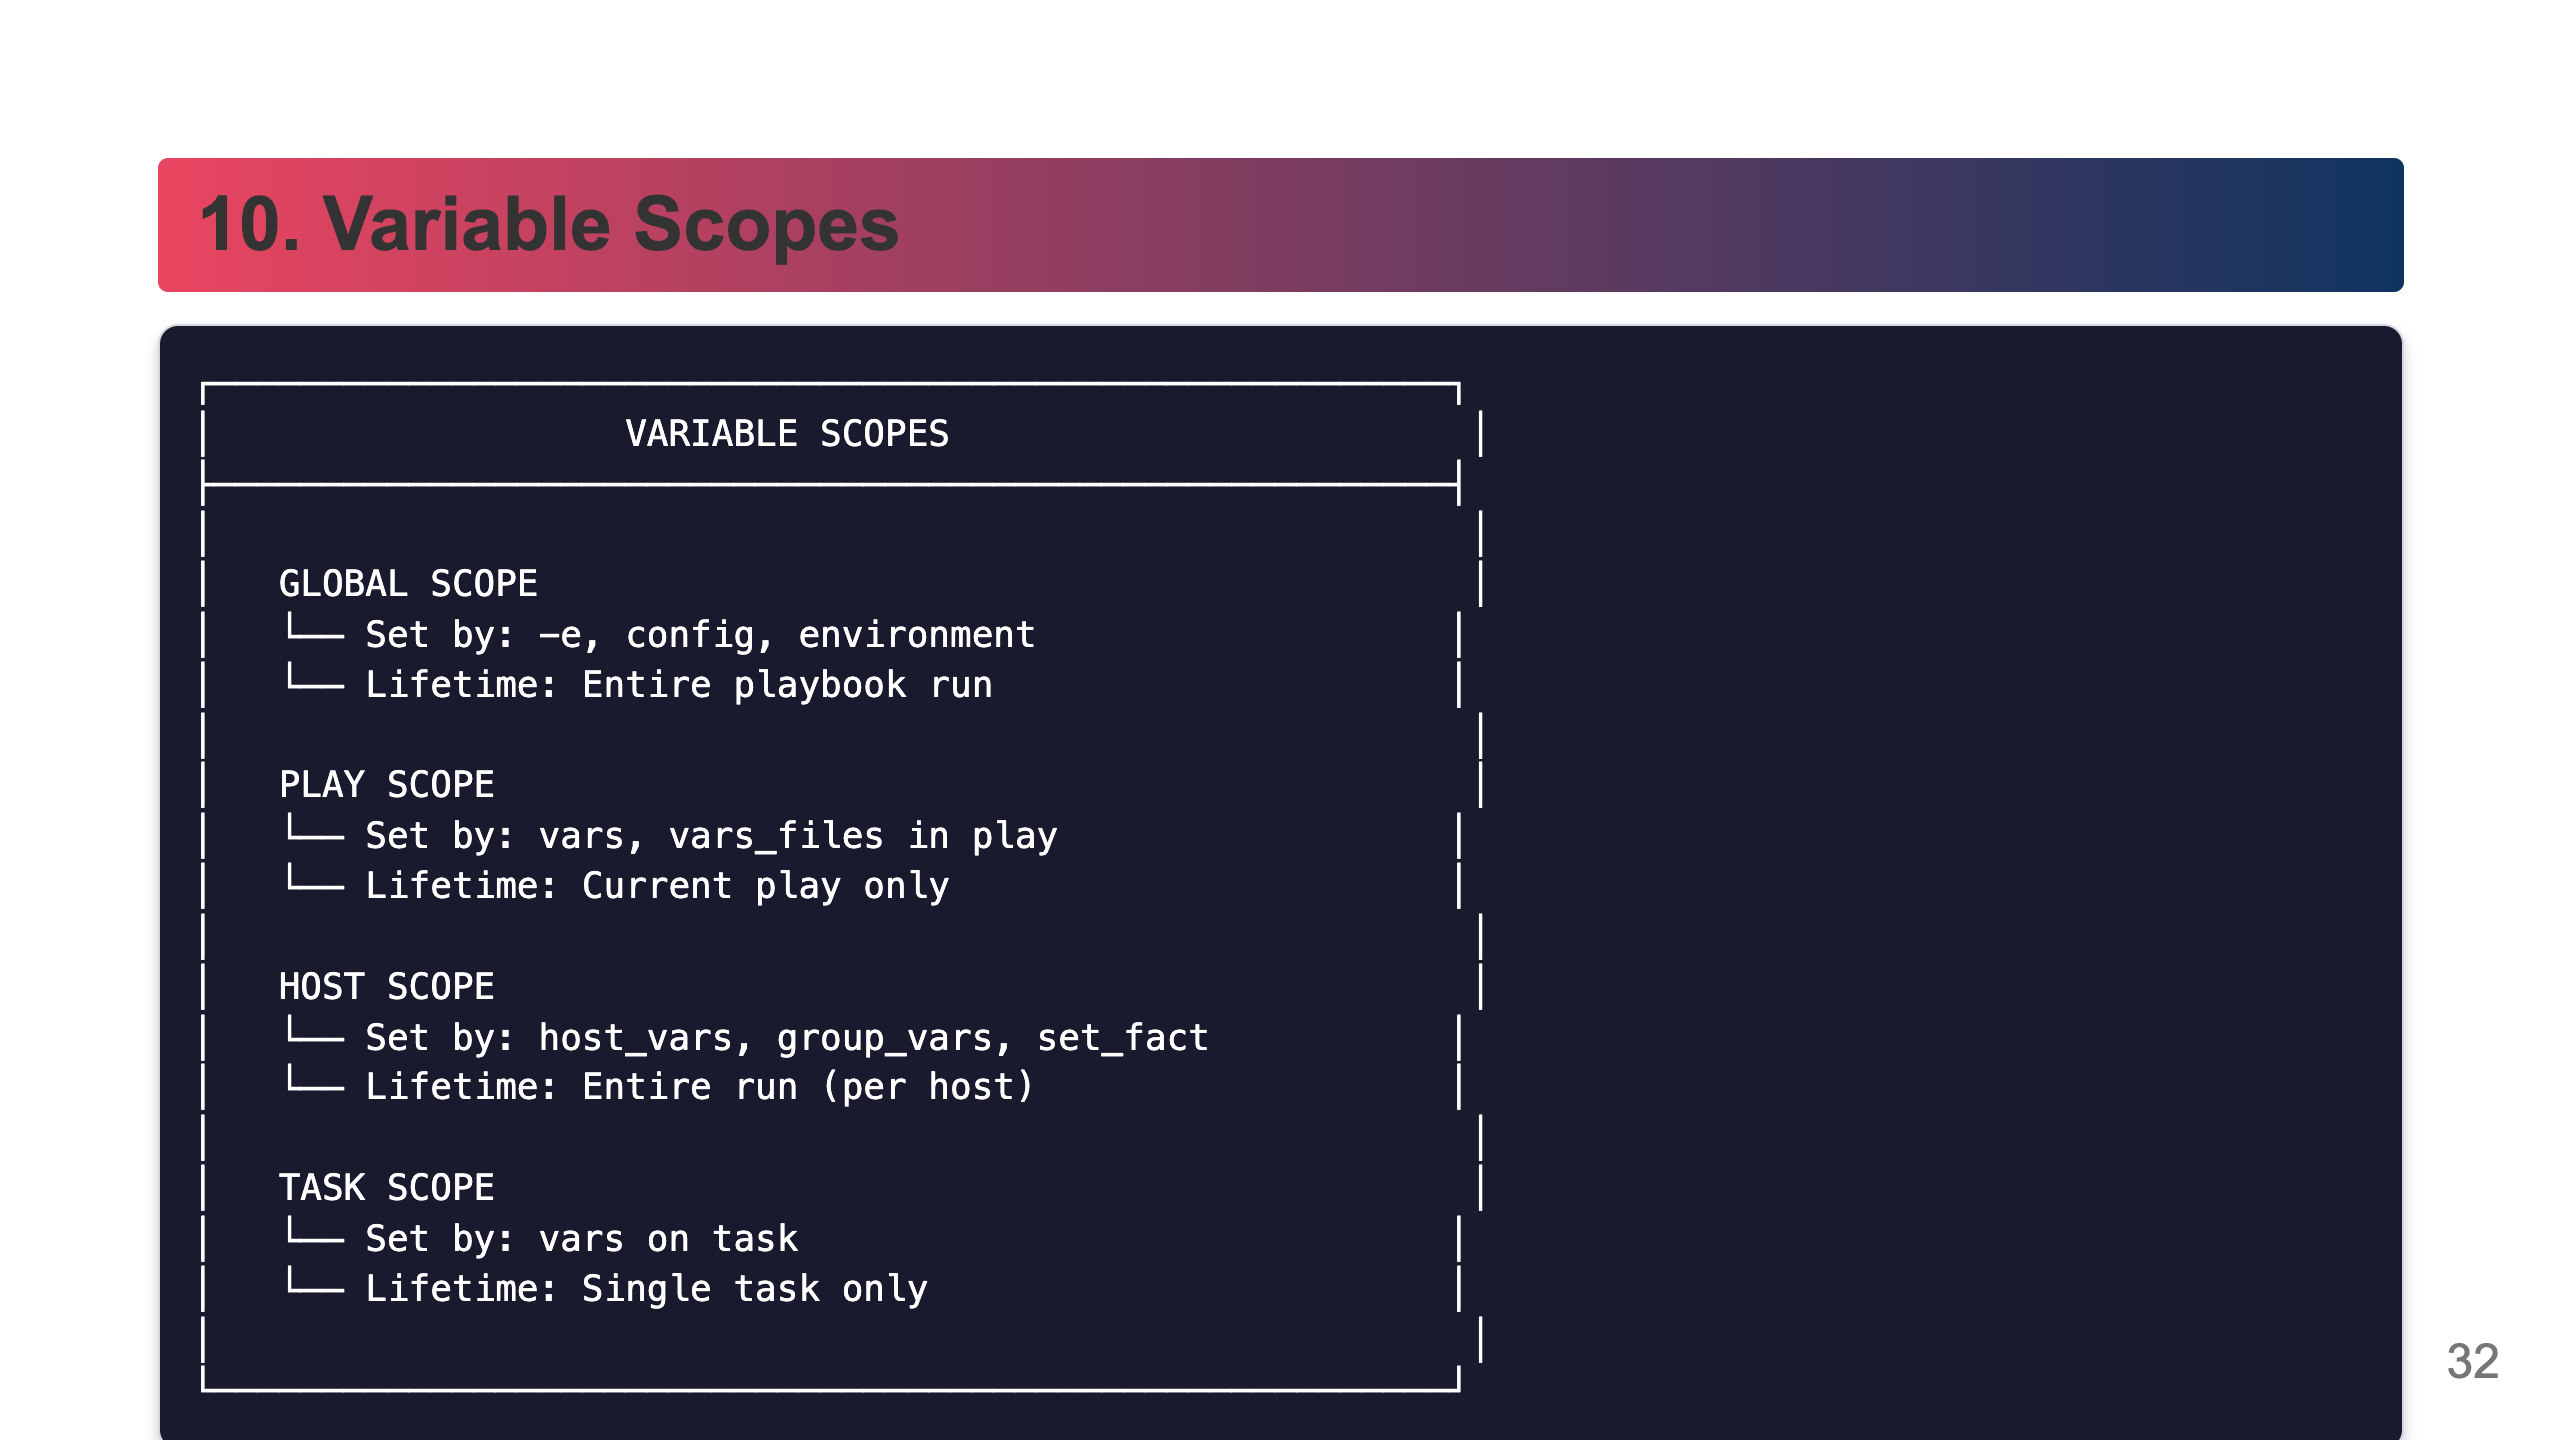 10. Variable Scopes
VARIABLE SCOPES
GLOBAL SCOPE
└── Set by: -e, config, environment
└── Lifetime: Entire playbook run
PLAY SCOPE
└── Set by: vars, vars_files in play
└── Lifetime: Current play only
HOST SCOPE
└── Set by: host_vars, group_vars, set_fact
└── Lifetime: Entire run (per host)
TASK SCOPE
└── Set by: vars on task
└── Lifetime: Single task only
32